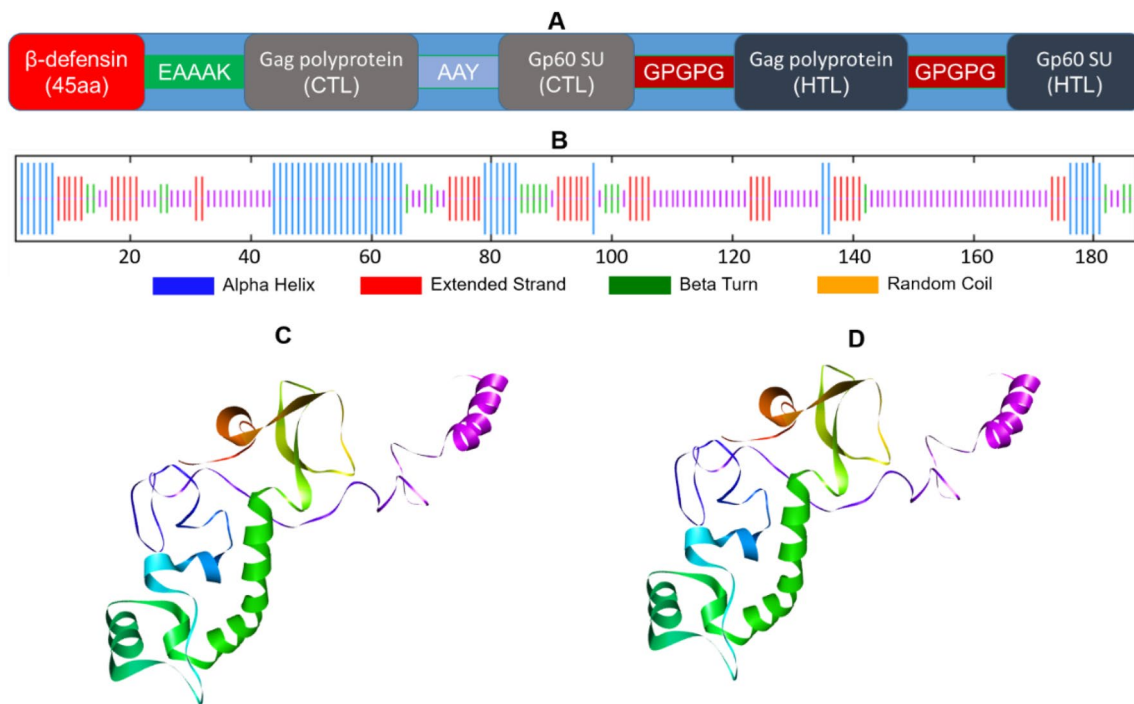 A
β-defensin
(45aa)
EAAAK
Gag polyprotein
(CTL)
AAY
Gp60 SU
(CTL)
GPGPG
Gag polyprotein
(HTL)
GPGPG
Gp60 SU
(HTL)
B
20 40 60 80 100 120 140 160 180
Alpha Helix Extended Strand Beta Turn Random Coil
C D